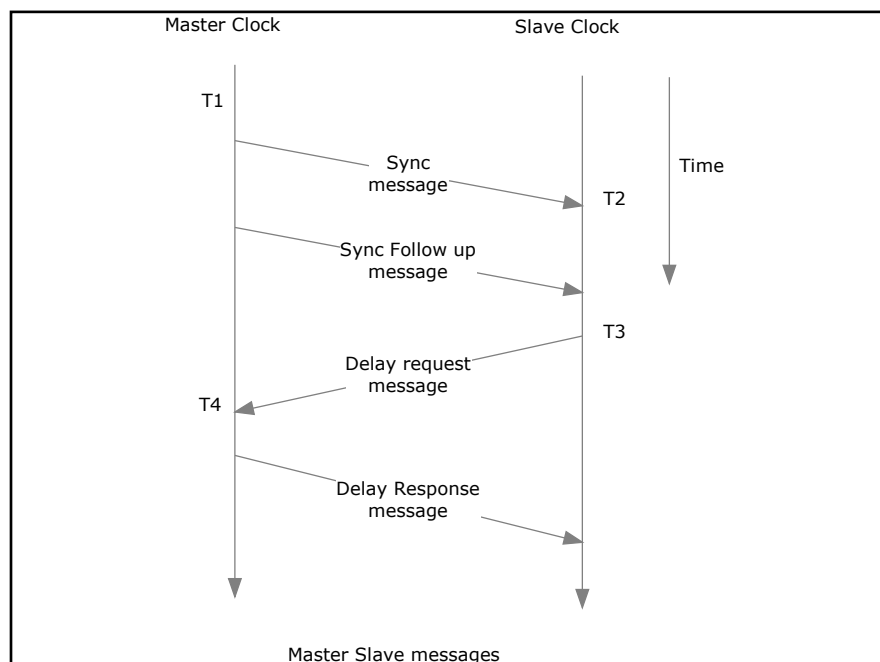 Master Clock
Slave Clock
T1
Sync
message
Time
T2
Sync Follow up
message
T3
Delay request
message
T4
Delay Response
message
Master Slave messages